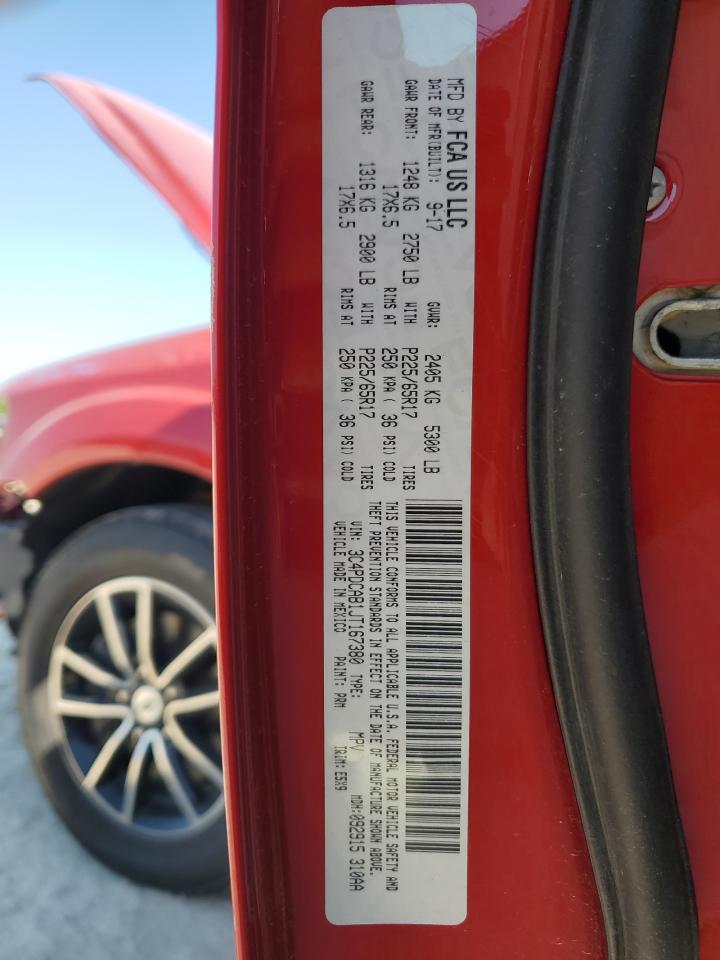 MFD BY FCA US LLC
DATE OF MFR(BUILT): 9-17 GVWR: 2405 KG 5300 LB
GAWR FRONT: 1248 KG 2750 LB WITH P225/65R17 TIRES
17X6.5 RIMS AT 250 KPA ( 36 PSI) COLD
GAWR REAR: 1316 KG 2900 LB WITH P225/65R17 TIRES
17X6.5 RIMS AT 250 KPA ( 36 PSI) COLD
THIS VEHICLE CONFORMS TO ALL APPLICABLE U.S.A. FEDERAL MOTOR VEHICLE SAFETY AND
THEFT PREVENTION STANDARDS IN EFFECT ON THE DATE OF MANUFACTURE SHOWN ABOVE.
VIN: 3C4PDCAB1JT167380 TYPE: MPV MDH:092915 310AA
VEHICLE MADE IN MEXICO PAINT: PRM TRIM: E5X9